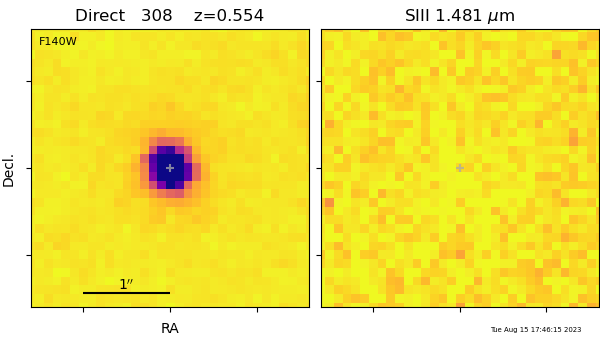 Direct 308 z=0.554
SIII 1.481 μm
F140W
Decl.
1″
RA
Tue Aug 15 17:46:15 2023